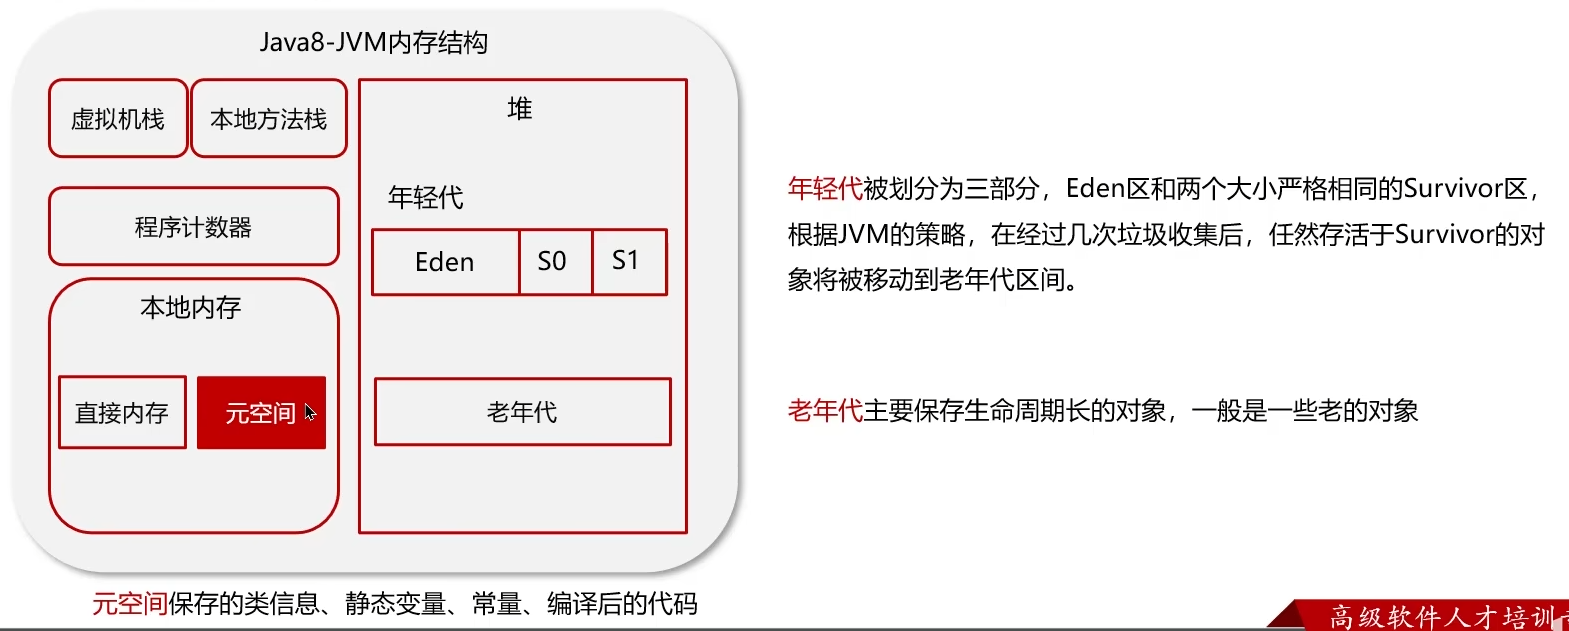 Java8-JVM内存结构
虚拟机栈
本地方法栈
程序计数器
本地内存
直接内存
元空间
堆
年轻代
Eden
S0
S1
老年代
元空间保存的类信息、静态变量、常量、编译后的代码
年轻代被划分为三部分，Eden区和两个大小严格相同的Survivor区，
根据JVM的策略，在经过几次垃圾收集后，任然存活于Survivor的对
象将被移动到老年代区间。
老年代主要保存生命周期长的对象，一般是一些老的对象
高级软件人才培训